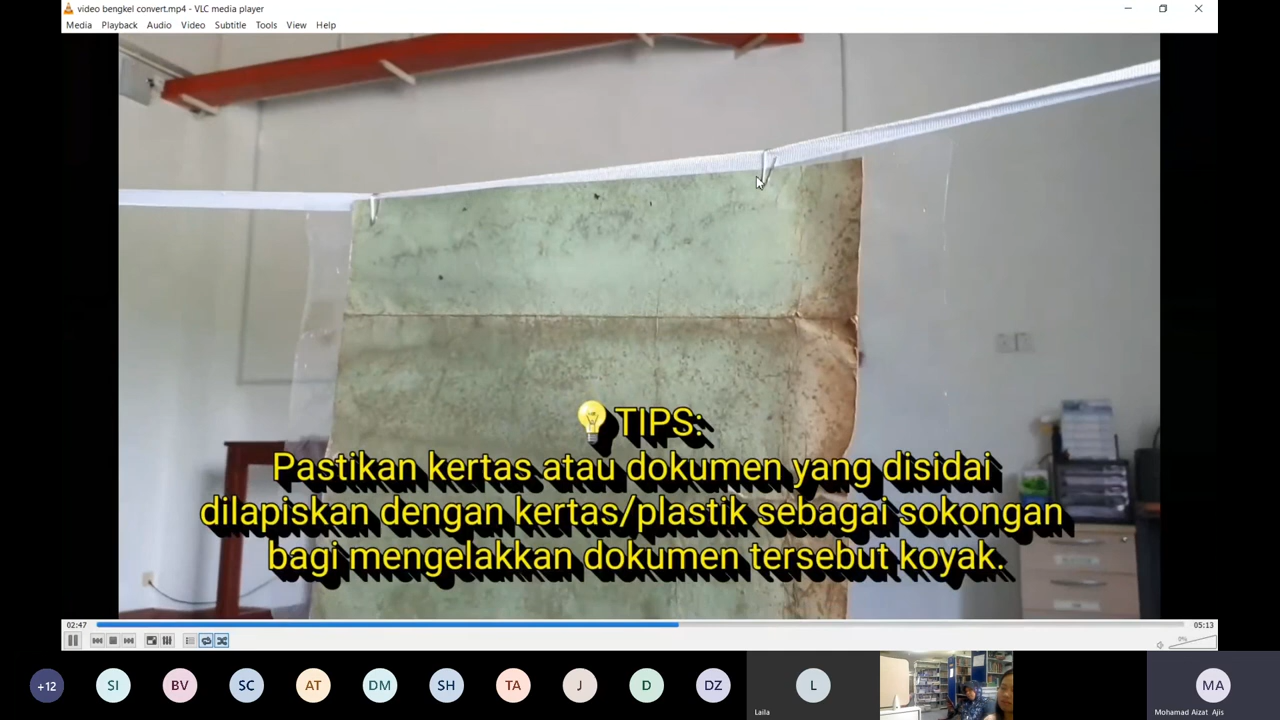 video bengkel convert.mp4 - VLC media player
Media Playback Audio Video Subtitle Tools View Help
TIPS:
Pastikan kertas atau dokumen yang disidai
dilapiskan dengan kertas/plastik sebagai sokongan
bagi mengelakkan dokumen tersebut koyak.
02:47
05:13
0%
+12 SI BV SC AT DM SH TA J D DZ L MA
Laila
Mohamad Aizat Ajis